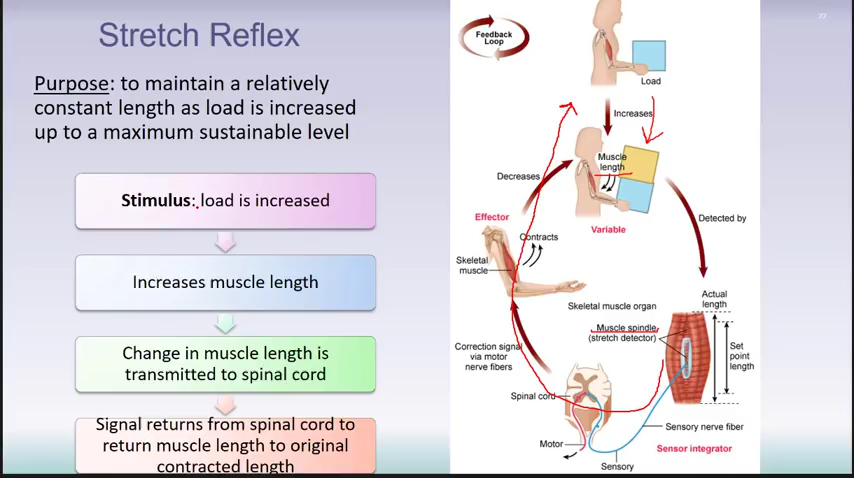 Stretch Reflex
77
Purpose: to maintain a relatively
constant length as load is increased
up to a maximum sustainable level
Stimulus: load is increased
Increases muscle length
Change in muscle length is
transmitted to spinal cord
Signal returns from spinal cord to
return muscle length to original
contracted length
Feedback
Loop
Load
Increases
Muscle
length
Decreases
Variable
Detected by
Effector
Contracts
Skeletal
muscle
Skeletal muscle organ
Actual
length
Muscle spindle
(stretch detector)
Set
point
length
Correction signal
via motor
nerve fibers
Spinal cord
Sensory nerve fiber
Sensor integrator
Motor
Sensory